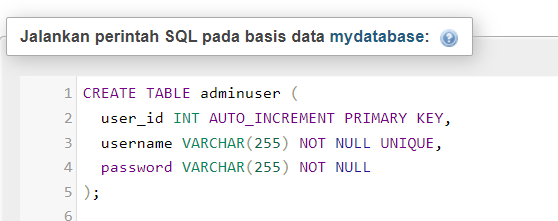 Jalankan perintah SQL pada basis data mydatabase:
1 CREATE TABLE adminuser (
2 user_id INT AUTO_INCREMENT PRIMARY KEY,
3 username VARCHAR(255) NOT NULL UNIQUE,
4 password VARCHAR(255) NOT NULL
5 );
6